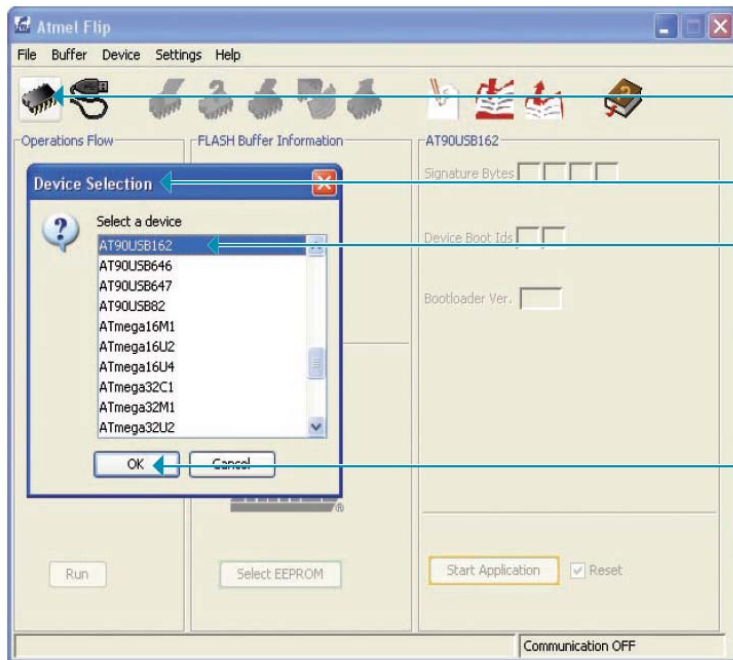 Atmel Flip
File Buffer Device Settings Help
Operations Flow
FLASH Buffer Information
AT90USB162
Signature Bytes
Device Boot Ids
Bootloader Ver.
Device Selection
Select a device
AT90USB162
AT90USB646
AT90USB647
AT90USB82
ATmega16M1
ATmega16U2
ATmega16U4
ATmega32C1
ATmega32M1
ATmega32U2
OK Cancel
®
Run
Select EEPROM
Start Application
Reset
Communication OFF